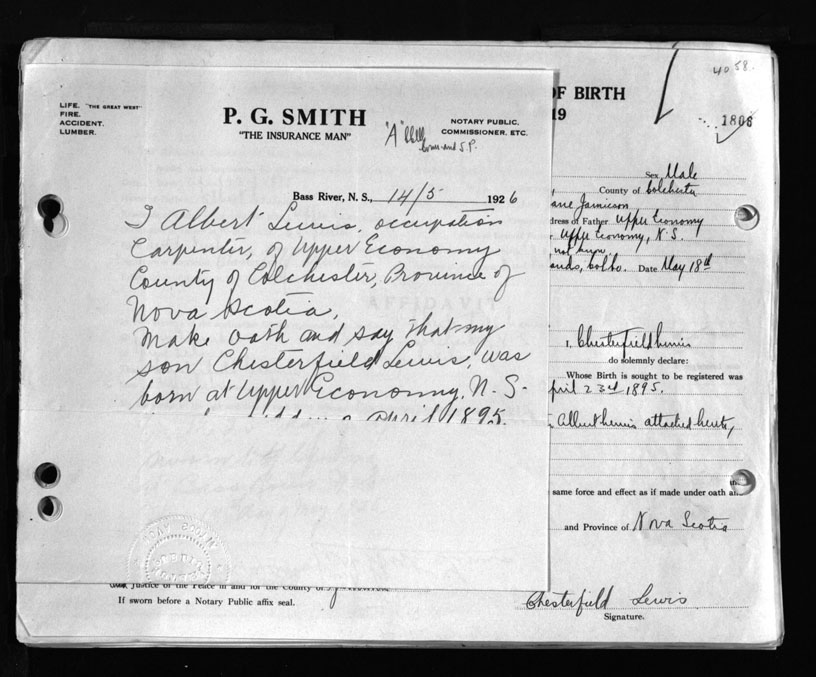 LIFE. "THE GREAT WEST"
FIRE.
ACCIDENT.
LUMBER.
P. G. SMITH
"THE INSURANCE MAN"
"A"
NOTARY PUBLIC.
COMMISSIONER. ETC.
Bass River, N. S., 14/5 1926
I Albert Lewis, occupation
Carpenter, of Upper Economy
County of Colchester, Province of
Nova Scotia,
Make oath and say that my
son Chesterfield Lewis, was
born at Upper Economy, N. S.
April 1895.
4058.
OF BIRTH
19
1808
Sex Male
County of Colchester
Jane Jamieson
dress of Father Upper Economy
Upper Economy, N. S.
not known
Date May 18th
I, Chesterfield Lewis
do solemnly declare:
Whose Birth is sought to be registered was
April 23rd 1895.
Albert Lewis attached hereto,
same force and effect as if made under oath an
and Province of Nova Scotia
Justice of the Peace in and for the County of
If sworn before a Notary Public affix seal.
Chesterfield Lewis
Signature.